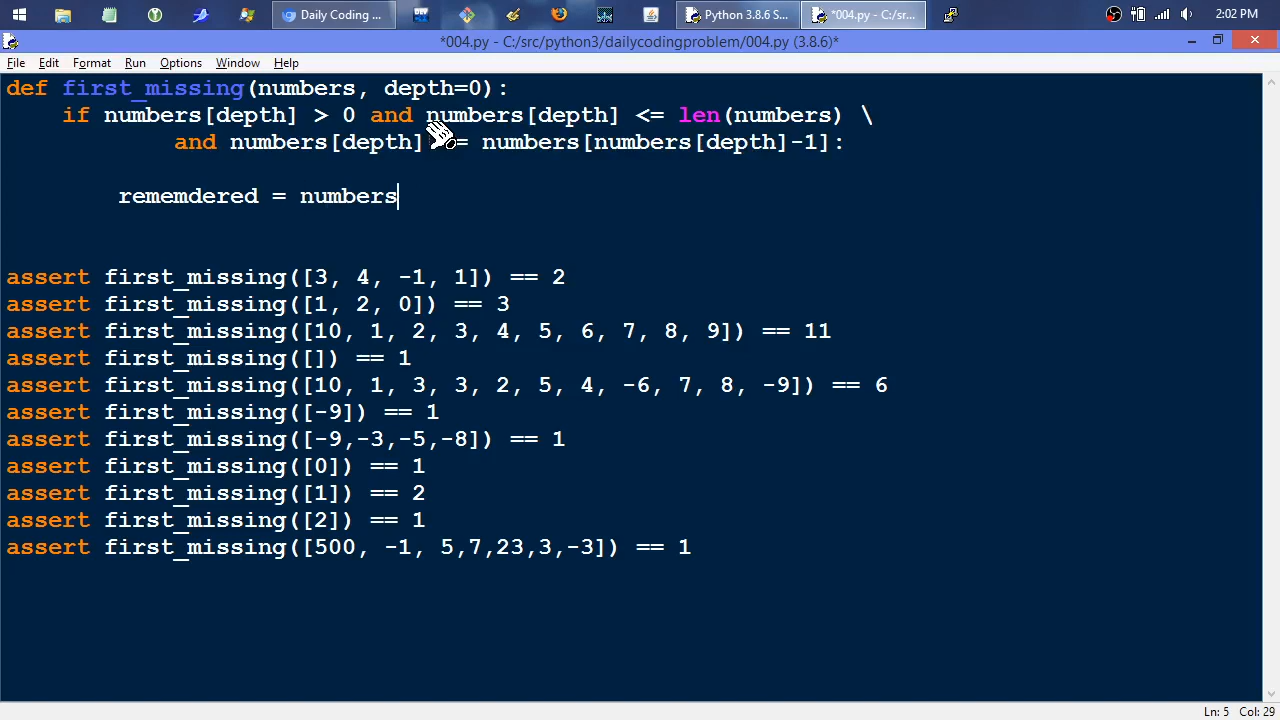 Daily Coding ...
Python 3.8.6 S...
*004.py - C:/sr...
2:02 PM
*004.py - C:/src/python3/dailycodingproblem/004.py (3.8.6)*
File Edit Format Run Options Window Help
def first_missing(numbers, depth=0):
if numbers[depth] > 0 and numbers[depth] <= len(numbers) \
and numbers[depth] = numbers[numbers[depth]-1]:
rememdered = numbers
assert first_missing([3, 4, -1, 1]) == 2
assert first_missing([1, 2, 0]) == 3
assert first_missing([10, 1, 2, 3, 4, 5, 6, 7, 8, 9]) == 11
assert first_missing([]) == 1
assert first_missing([10, 1, 3, 3, 2, 5, 4, -6, 7, 8, -9]) == 6
assert first_missing([-9]) == 1
assert first_missing([-9,-3,-5,-8]) == 1
assert first_missing([0]) == 1
assert first_missing([1]) == 2
assert first_missing([2]) == 1
assert first_missing([500, -1, 5,7,23,3,-3]) == 1
Ln: 5 Col: 29